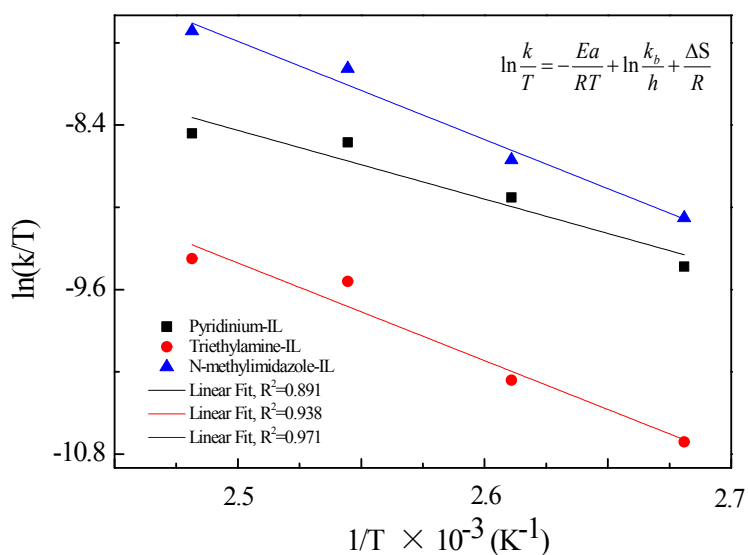 ln k/T = − Ea/RT + ln k_b/h + ΔS/R
-8.4
-9.6
-10.8
ln(k/T)
Pyridinium-IL
Triethylamine-IL
N-methylimidazole-IL
Linear Fit, R²=0.891
Linear Fit, R²=0.938
Linear Fit, R²=0.971
2.5 2.6 2.7
1/T × 10⁻³ (K⁻¹)